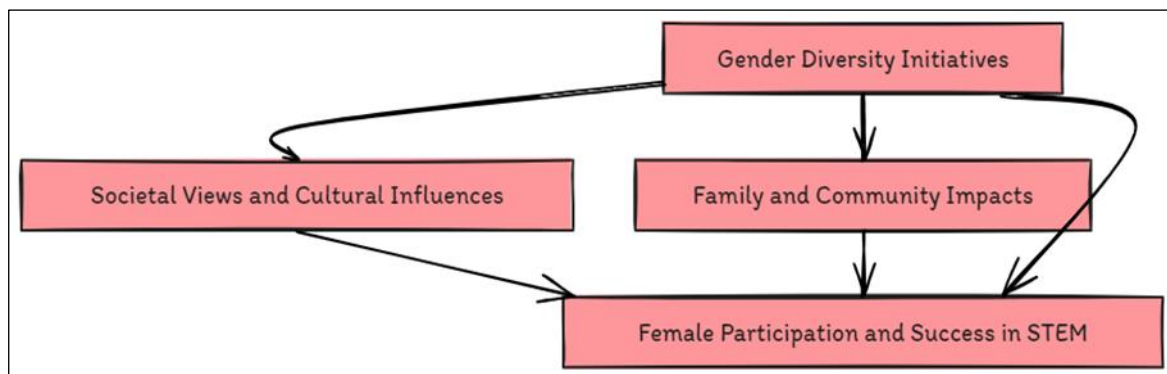 Gender Diversity Initiatives
Societal Views and Cultural Influences
Family and Community Impacts
Female Participation and Success in STEM